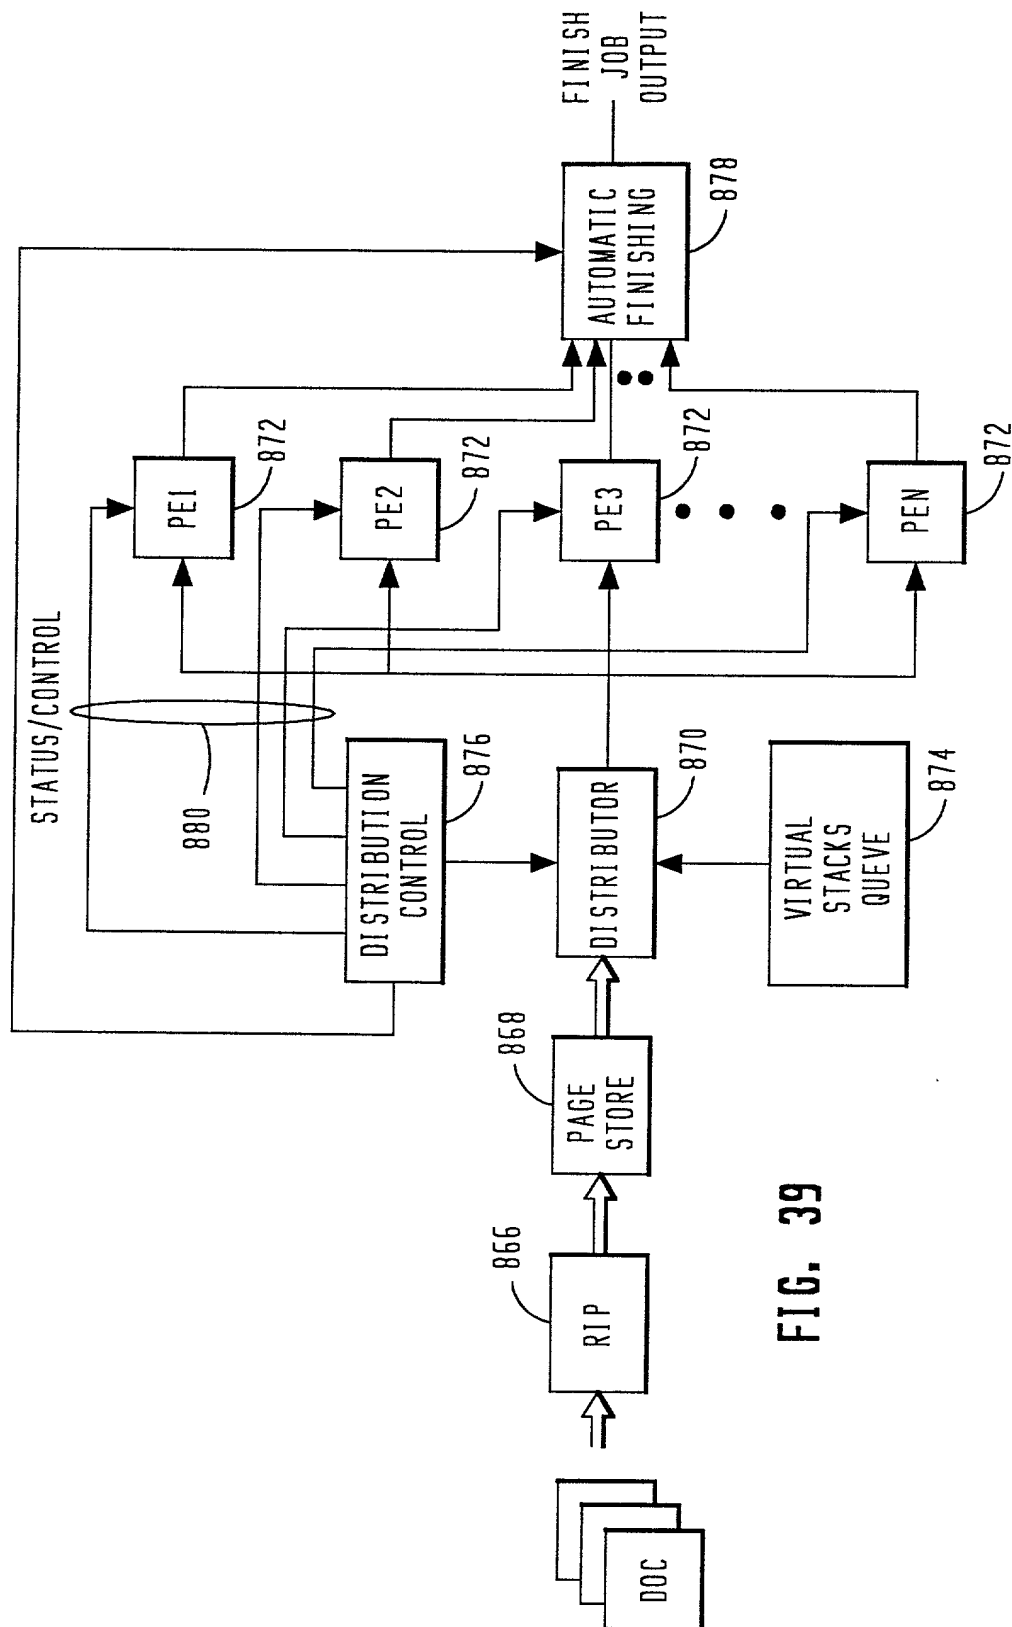 STATUS/CONTROL
880
DOC
RIP
866
PAGE
STORE
868
DISTRIBUTION
CONTROL
876
DISTRIBUTOR
870
VIRTUAL
STACKS
QUEVE
874
PE1
872
PE2
872
PE3
872
PEN
872
AUTOMATIC
FINISHING
878
FINISH
JOB
OUTPUT
FIG. 39